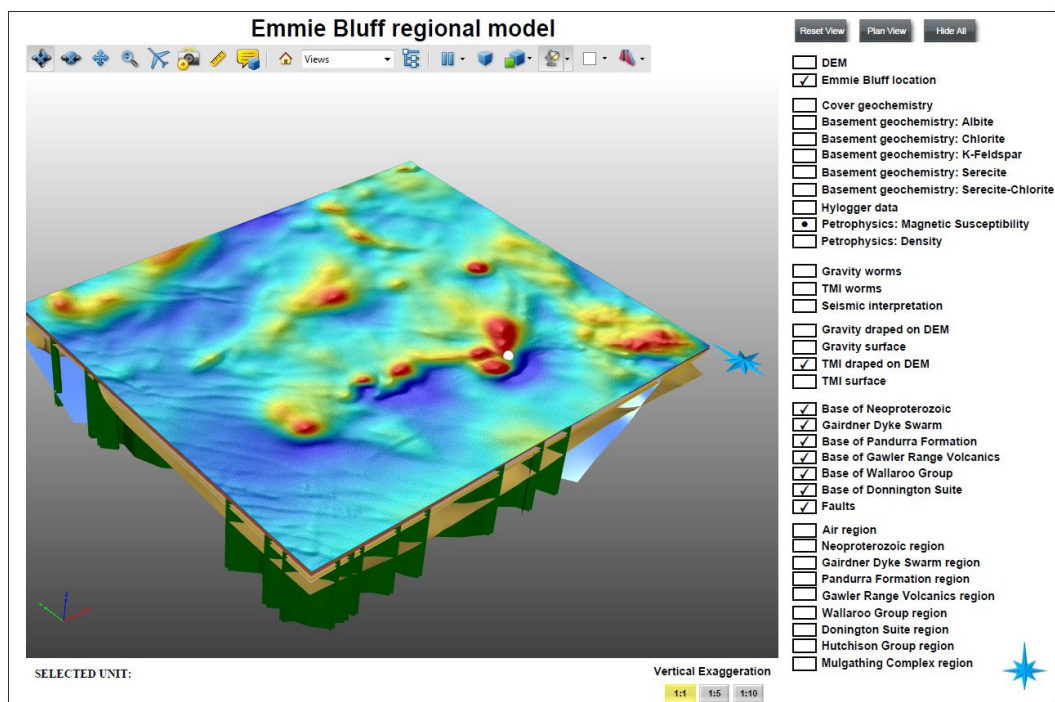 Emmie Bluff regional model
Views
Reset View
Plan View
Hide All
DEM
Emmie Bluff location
Cover geochemistry
Basement geochemistry: Albite
Basement geochemistry: Chlorite
Basement geochemistry: K-Feldspar
Basement geochemistry: Serecite
Basement geochemistry: Serecite-Chlorite
Hylogger data
Petrophysics: Magnetic Susceptibility
Petrophysics: Density
Gravity worms
TMI worms
Seismic interpretation
Gravity draped on DEM
Gravity surface
TMI draped on DEM
TMI surface
Base of Neoproterozoic
Gairdner Dyke Swarm
Base of Pandurra Formation
Base of Gawler Range Volcanics
Base of Wallaroo Group
Base of Donnington Suite
Faults
Air region
Neoproterozoic region
Gairdner Dyke Swarm region
Pandurra Formation region
Gawler Range Volcanics region
Wallaroo Group region
Donington Suite region
Hutchison Group region
Mulgathing Complex region
SELECTED UNIT:
Vertical Exaggeration
1:1
1:5
1:10